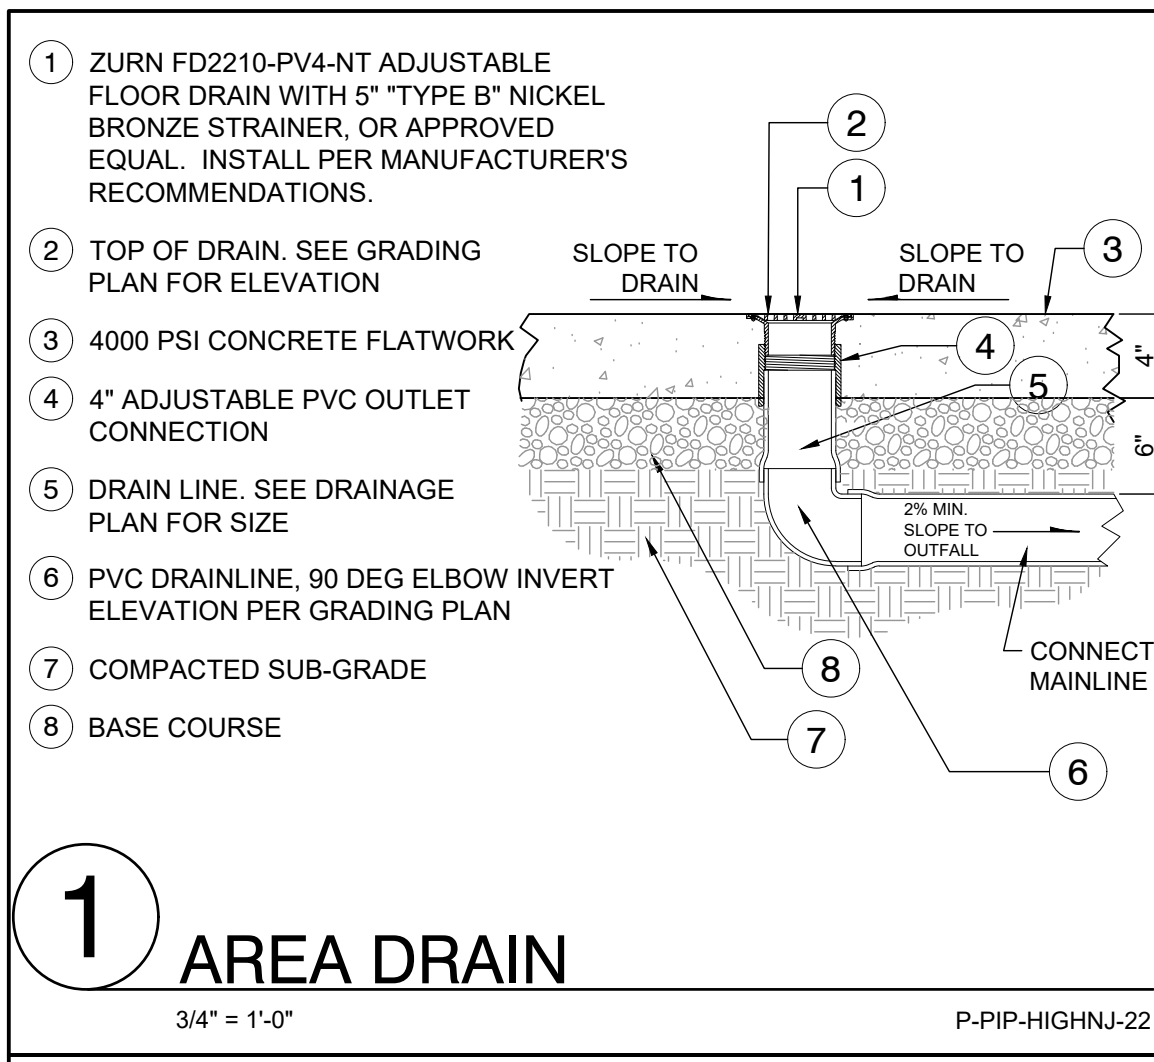 1 ZURN FD2210-PV4-NT ADJUSTABLE
FLOOR DRAIN WITH 5" "TYPE B" NICKEL
BRONZE STRAINER, OR APPROVED
EQUAL. INSTALL PER MANUFACTURER'S
RECOMMENDATIONS.
2 TOP OF DRAIN. SEE GRADING
PLAN FOR ELEVATION
3 4000 PSI CONCRETE FLATWORK
4 4" ADJUSTABLE PVC OUTLET
CONNECTION
5 DRAIN LINE. SEE DRAINAGE
PLAN FOR SIZE
6 PVC DRAINLINE, 90 DEG ELBOW INVERT
ELEVATION PER GRADING PLAN
7 COMPACTED SUB-GRADE
8 BASE COURSE
2
1
3
SLOPE TO
DRAIN
SLOPE TO
DRAIN
4
5
4"
6"
2% MIN.
SLOPE TO
OUTFALL
CONNECT
MAINLINE
8
7
6
1
AREA DRAIN
3/4" = 1'-0"
P-PIP-HIGHNJ-22